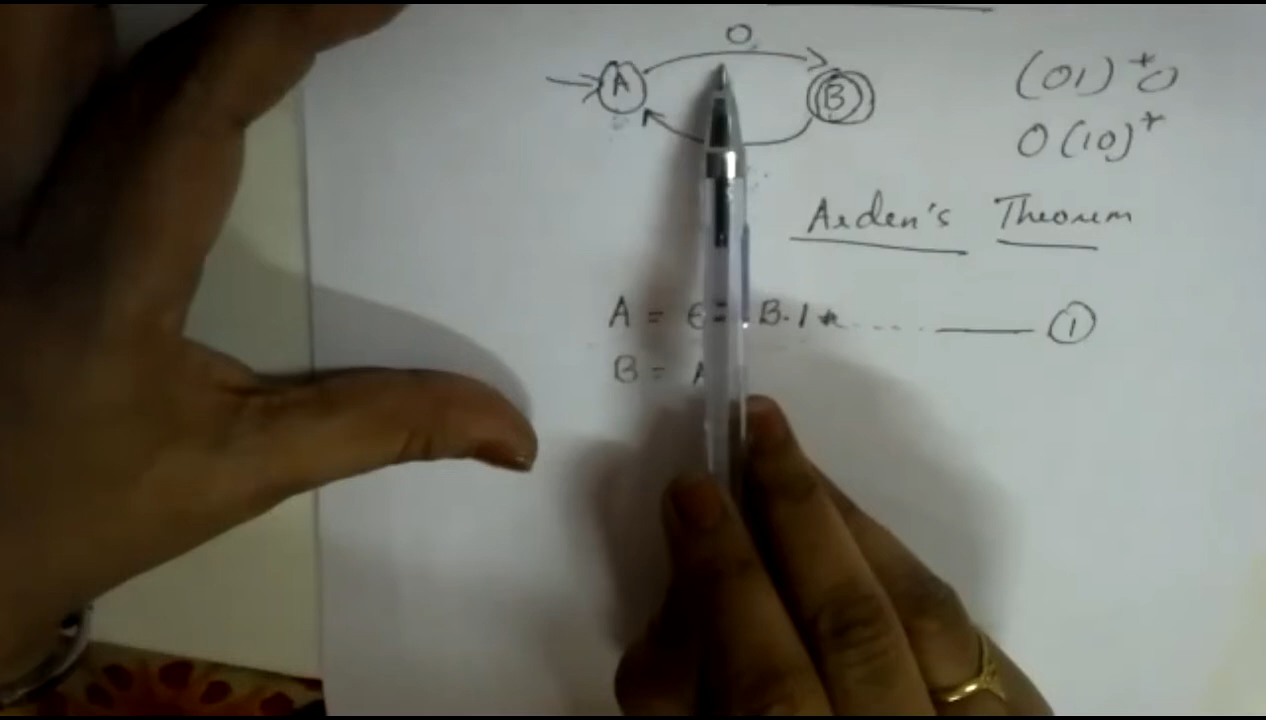 0
A B
(01)* 0
0(10)*
Arden's Theorem
A = ϵ = B.1 ①
B = A